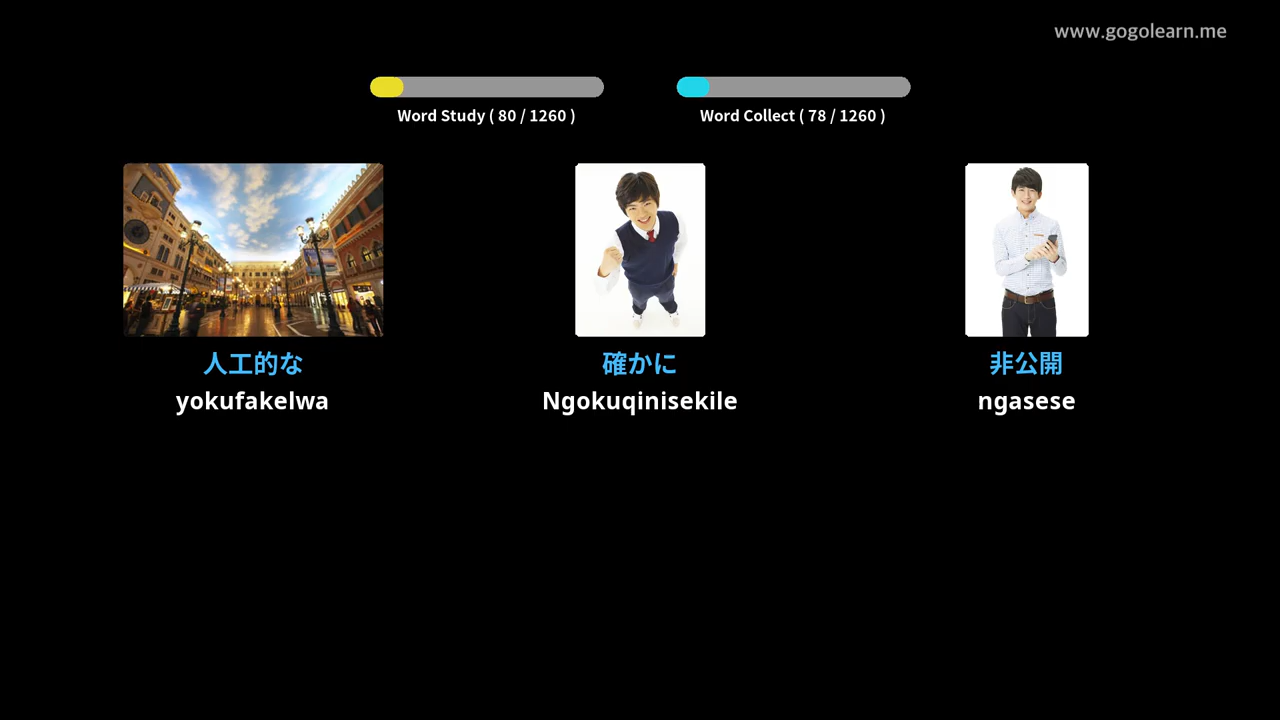 www.gogolearn.me
Word Study ( 80 / 1260 )
Word Collect ( 78 / 1260 )
人工的な
確かに
非公開
yokufakelwa
Ngokuqinisekile
ngasese